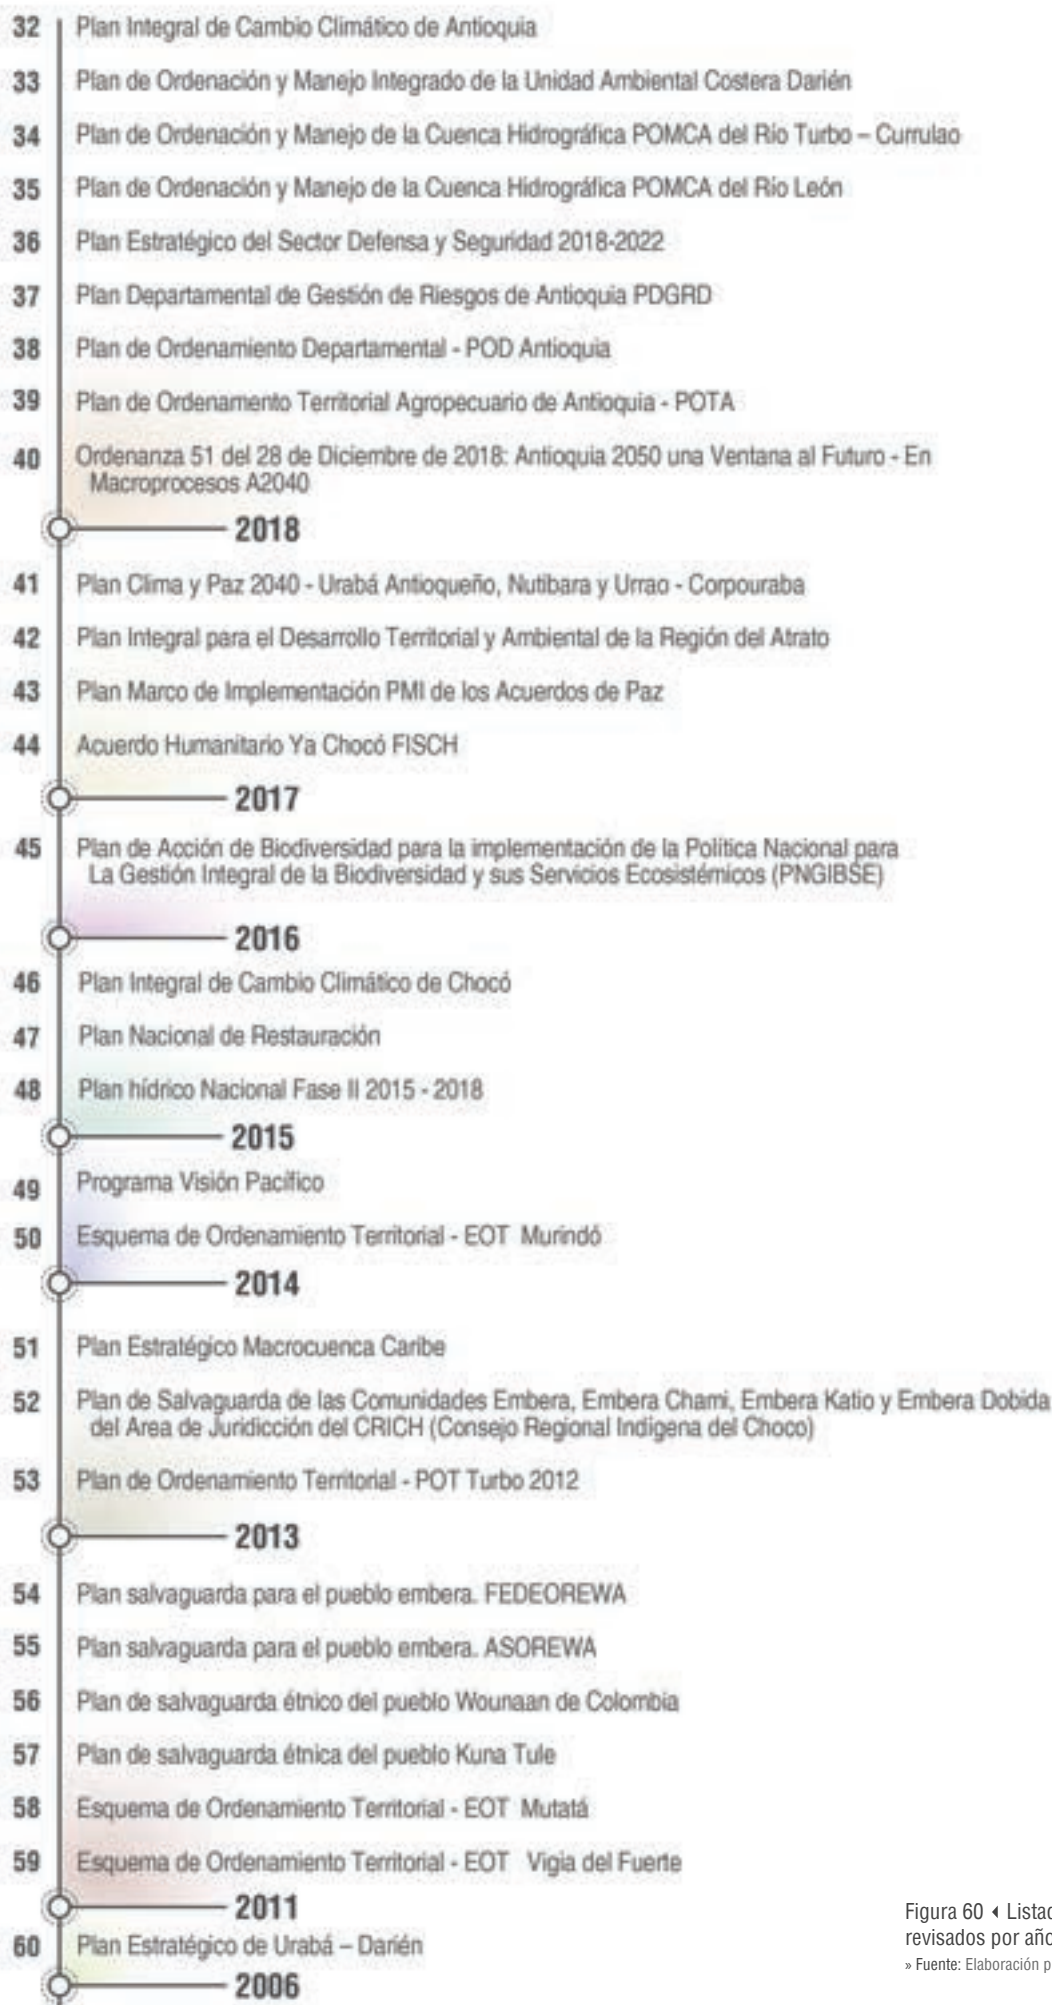 32 Plan Integral de Cambio Climático de Antioquia
33 Plan de Ordenación y Manejo Integrado de la Unidad Ambiental Costera Darién
34 Plan de Ordenación y Manejo de la Cuenca Hidrográfica POMCA del Río Turbo – Currulao
35 Plan de Ordenación y Manejo de la Cuenca Hidrográfica POMCA del Río León
36 Plan Estratégico del Sector Defensa y Seguridad 2018-2022
37 Plan Departamental de Gestión de Riesgos de Antioquia PDGRD
38 Plan de Ordenamiento Departamental - POD Antioquia
39 Plan de Ordenamento Territorial Agropecuario de Antioquia - POTA
40 Ordenanza 51 del 28 de Diciembre de 2018: Antioquia 2050 una Ventana al Futuro - En
Macroprocesos A2040
2018
41 Plan Clima y Paz 2040 - Urabá Antioqueño, Nutibara y Urrao - Corpouraba
42 Plan Integral para el Desarrollo Territorial y Ambiental de la Región del Atrato
43 Plan Marco de Implementación PMI de los Acuerdos de Paz
44 Acuerdo Humanitario Ya Chocó FISCH
2017
45 Plan de Acción de Biodiversidad para la implementación de la Política Nacional para
La Gestión Integral de la Biodiversidad y sus Servicios Ecosistémicos (PNGIBSE)
2016
46 Plan Integral de Cambio Climático de Chocó
47 Plan Nacional de Restauración
48 Plan hídrico Nacional Fase II 2015 - 2018
2015
49 Programa Visión Pacífico
50 Esquema de Ordenamiento Territorial - EOT Murindó
2014
51 Plan Estratégico Macrocuenca Caribe
52 Plan de Salvaguarda de las Comunidades Embera, Embera Chami, Embera Katio y Embera Dobida
del Area de Juridicción del CRICH (Consejo Regional Indigena del Choco)
53 Plan de Ordenamiento Territorial - POT Turbo 2012
2013
54 Plan salvaguarda para el pueblo embera. FEDEOREWA
55 Plan salvaguarda para el pueblo embera. ASOREWA
56 Plan de salvaguarda étnico del pueblo Wounaan de Colombia
57 Plan de salvaguarda étnica del pueblo Kuna Tule
58 Esquema de Ordenamiento Territorial - EOT Mutatá
59 Esquema de Ordenamiento Territorial - EOT Vigia del Fuerte
2011
60 Plan Estratégico de Urabá – Darién
2006
Figura 60 ◂ Listad
revisados por año
» Fuente: Elaboración p